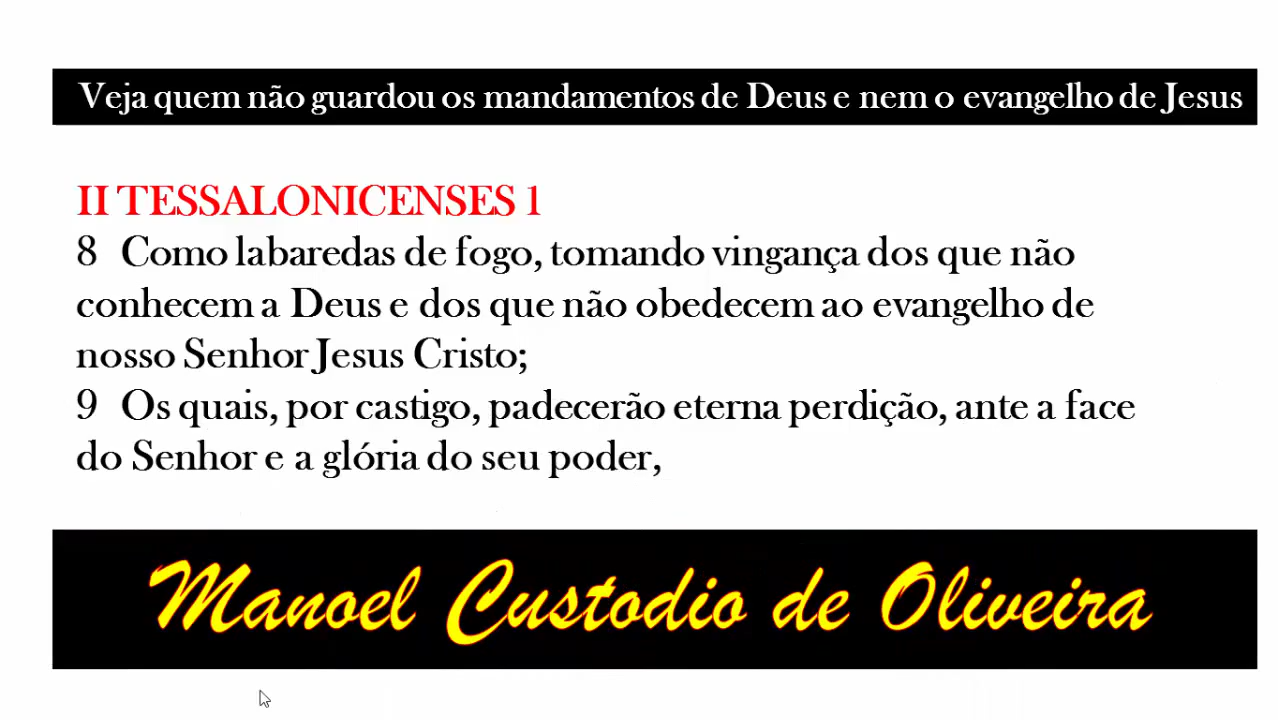 Veja quem não guardou os mandamentos de Deus e nem o evangelho de Jesus
II TESSALONICENSES 1
8 Como labaredas de fogo, tomando vingança dos que não
conhecem a Deus e dos que não obedecem ao evangelho de
nosso Senhor Jesus Cristo;
9 Os quais, por castigo, padecerão eterna perdição, ante a face
do Senhor e a glória do seu poder,
Manoel Custodio de Oliveira